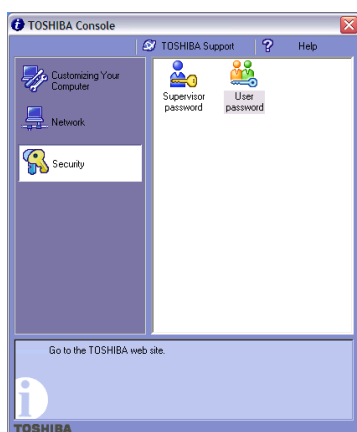 TOSHIBA Console
TOSHIBA Support
Help
Customizing Your
Computer
Network
Security
Supervisor
password
User
password
Go to the TOSHIBA web site.
TOSHIBA